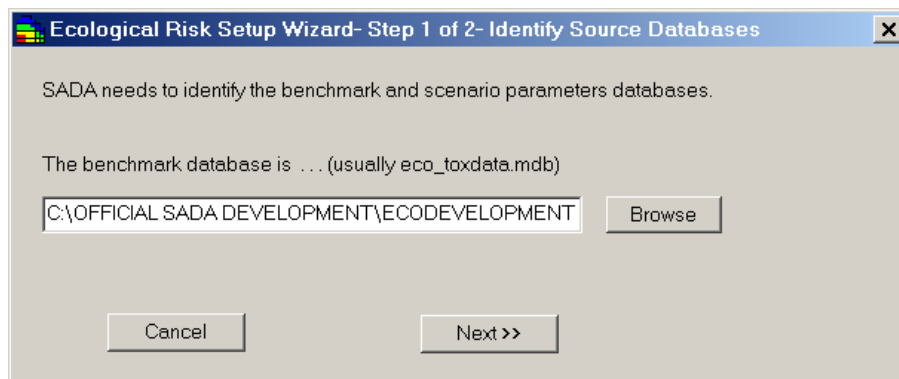 Ecological Risk Setup Wizard- Step 1 of 2- Identify Source Databases
SADA needs to identify the benchmark and scenario parameters databases.
The benchmark database is ... (usually eco_toxdata.mdb)
C:\OFFICIAL SADA DEVELOPMENT\ECODEVELOPMENT
Browse
Cancel
Next >>